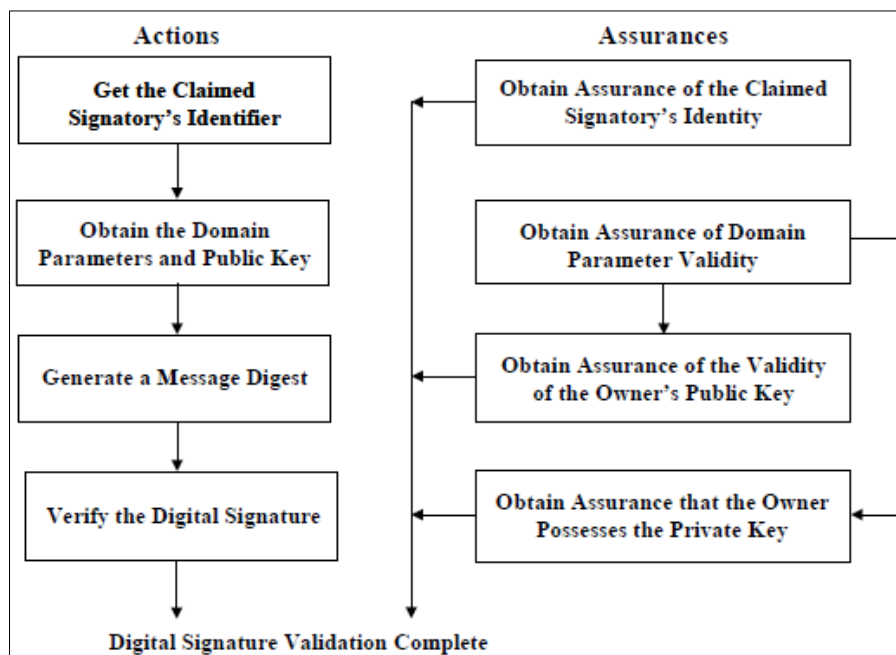 Actions
Get the Claimed
Signatory's Identifier
Obtain the Domain
Parameters and Public Key
Generate a Message Digest
Verify the Digital Signature
Assurances
Obtain Assurance of the Claimed
Signatory's Identity
Obtain Assurance of Domain
Parameter Validity
Obtain Assurance of the Validity
of the Owner's Public Key
Obtain Assurance that the Owner
Possesses the Private Key
Digital Signature Validation Complete